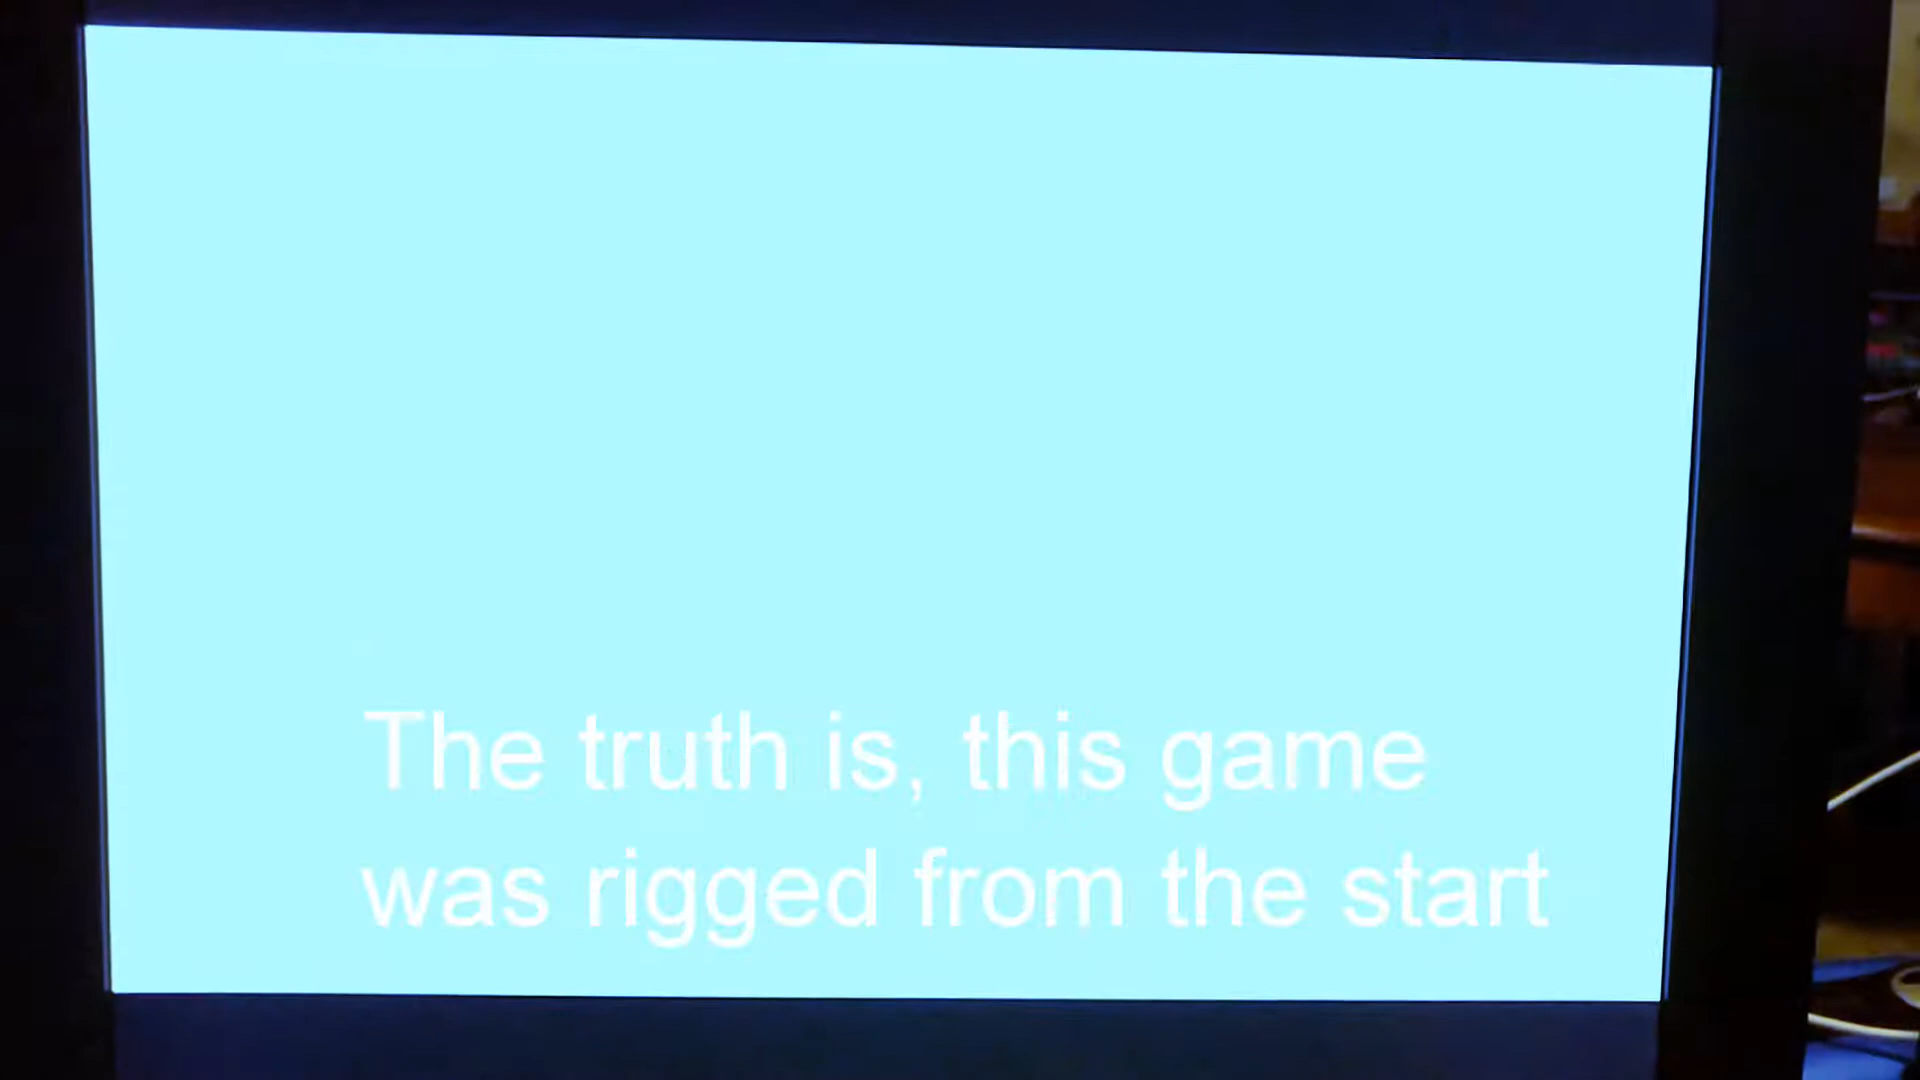 The truth is, this game
was rigged from the start